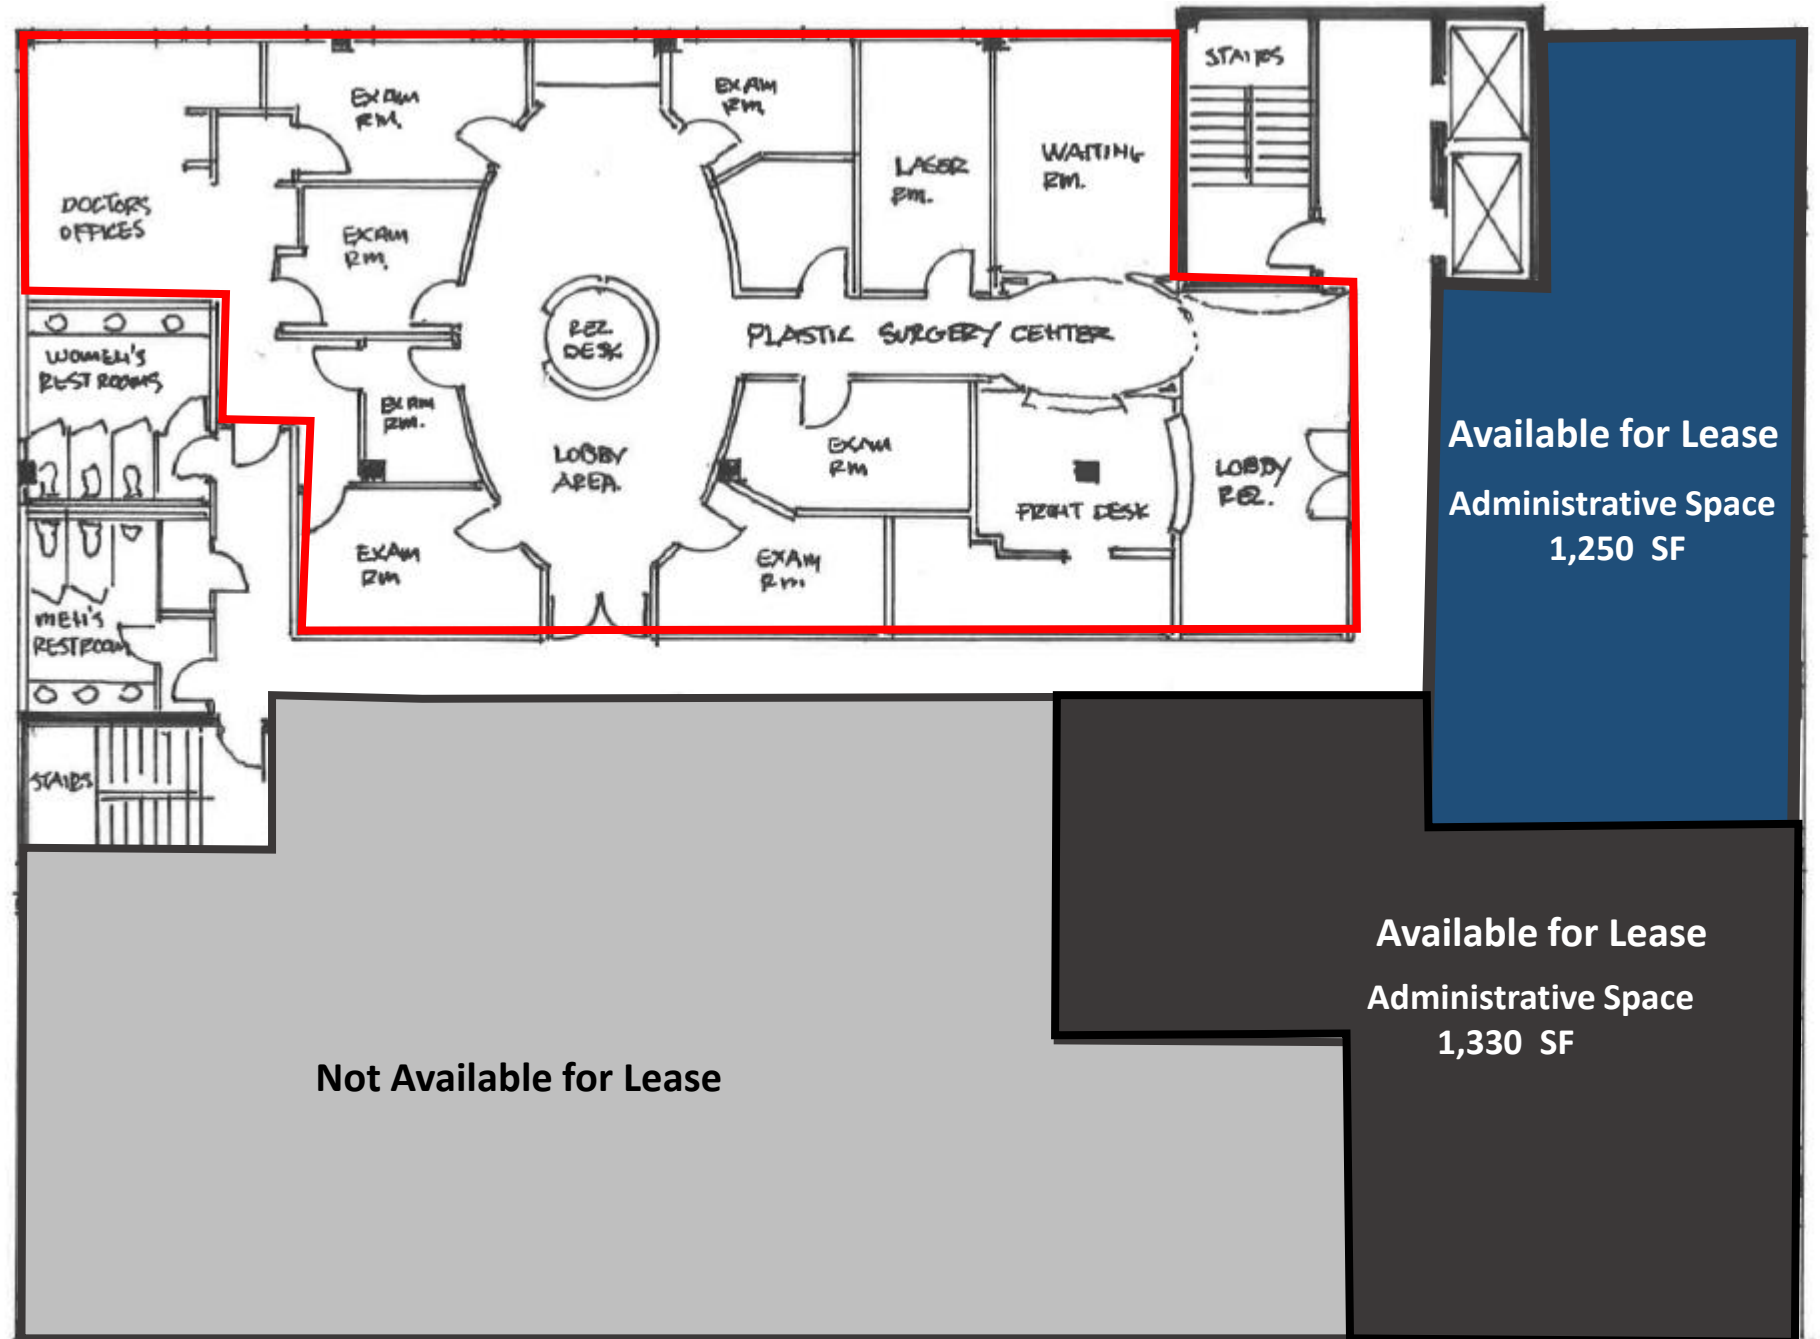 STAIRS
EXAM
RM.
EXAM
RM.
LASER
RM.
WAITING
RM.
DOCTORS
OFFICES
EXAM
RM.
REC.
DESK
PLASTIC SURGERY CENTER
WOMEN'S
REST ROOMS
EXAM
RM.
LOBBY
AREA.
EXAM
RM
FRONT DESK
LOBBY
REC.
EXAM
RM
EXAM
RM.
MEN'S
RESTROOM
STAIRS
Available for Lease
Administrative Space
1,250 SF
Available for Lease
Administrative Space
1,330 SF
Not Available for Lease